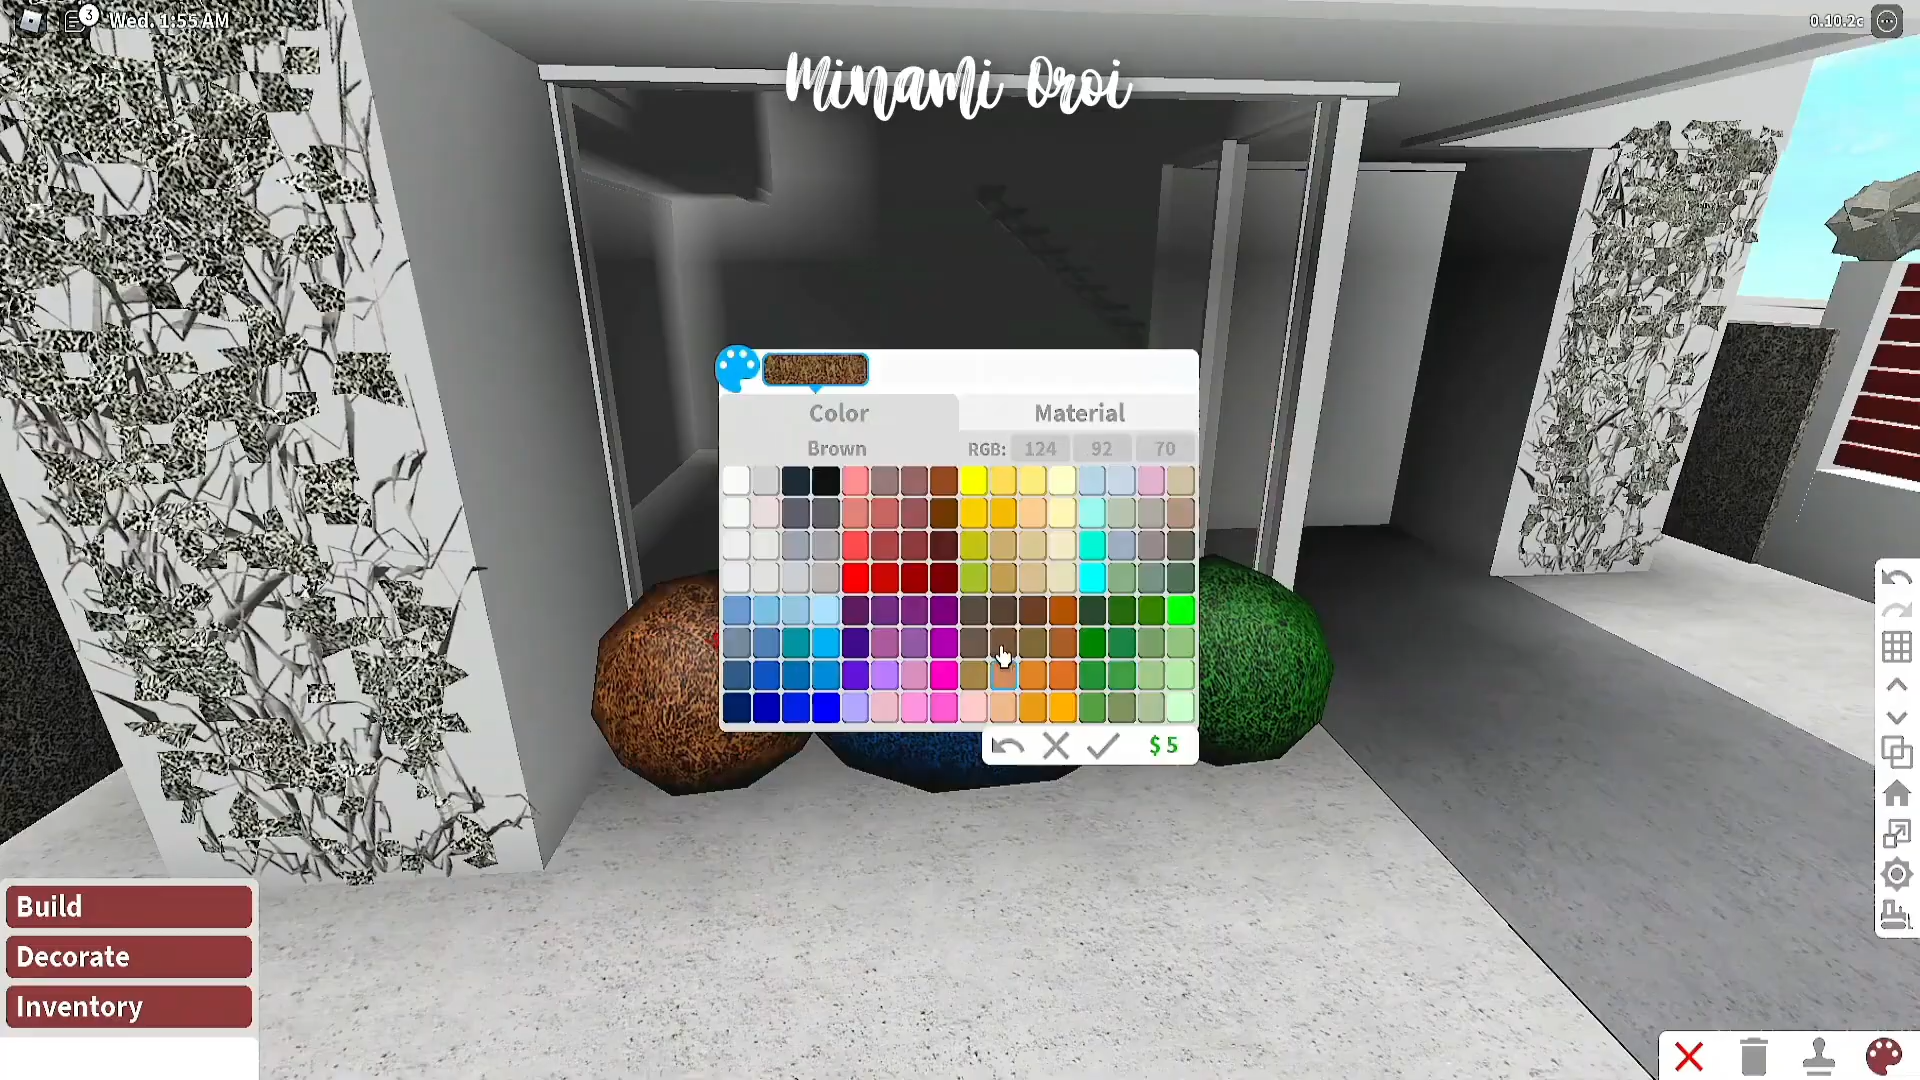 3 Wed. 1:55 AM
0.10.2c
Minami Oroi
Color
Material
Brown
RGB: 124 92 70
$ 5
Build
Decorate
Inventory